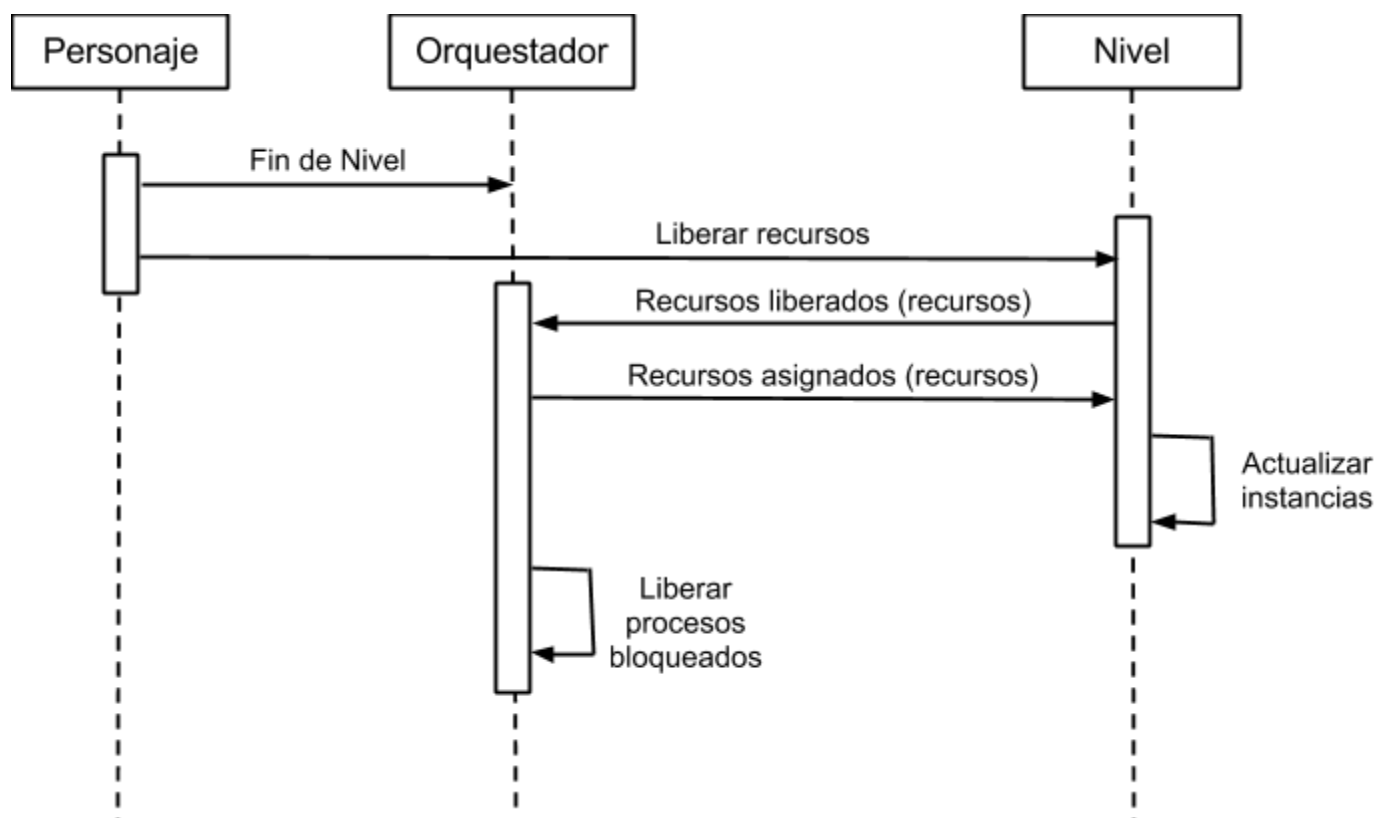 Personaje
Orquestador
Nivel
Fin de Nivel
Liberar recursos
Recursos liberados (recursos)
Recursos asignados (recursos)
Actualizar
instancias
Liberar
procesos
bloqueados